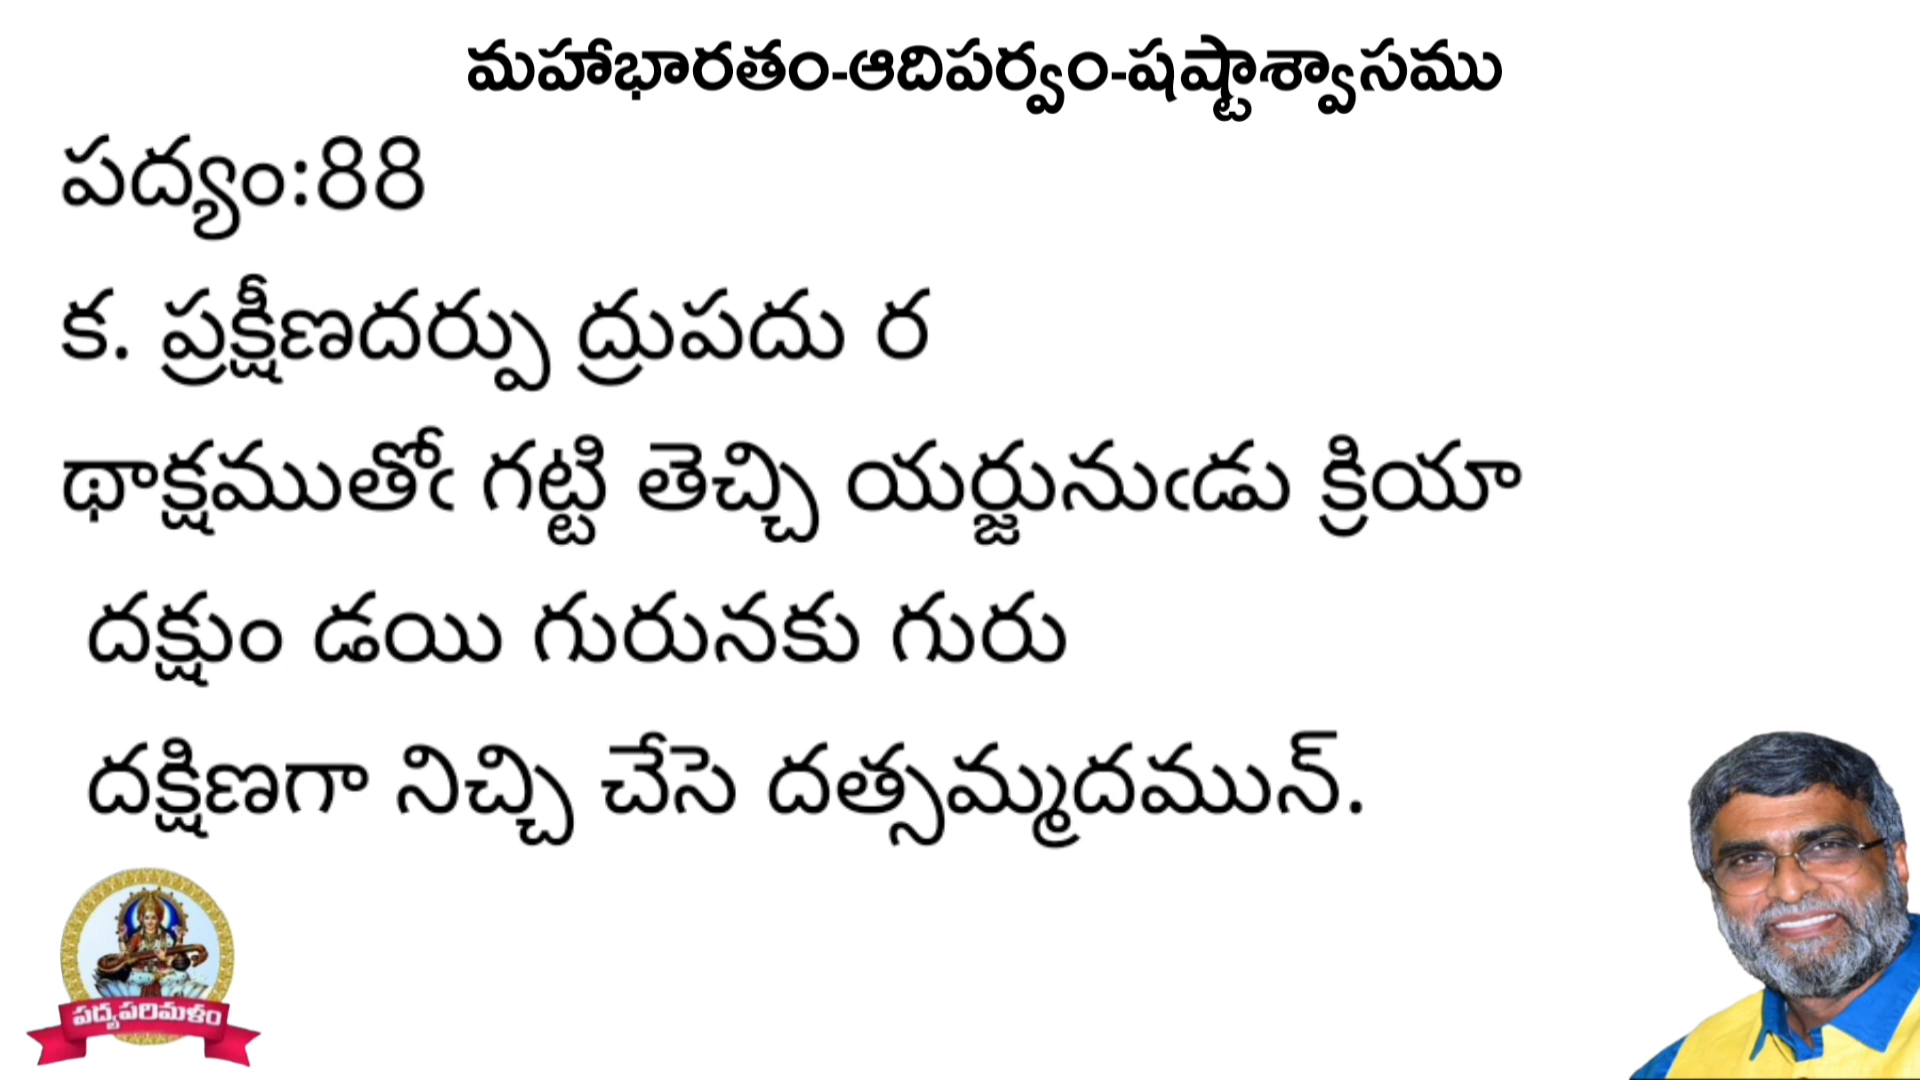 మహాభారతం-ఆదిపర్వం-షష్టాశ్వాసము
పద్యం:88
క. ప్రక్షీణదర్పు ద్రుపదు ర
థాక్షముతోఁ గట్టి తెచ్చి యర్జునుఁడు క్రియా
దక్షుం డయి గురునకు గురు
దక్షిణగా నిచ్చి చేసె దత్సమ్మదమున్.
పద్యపరిమళం